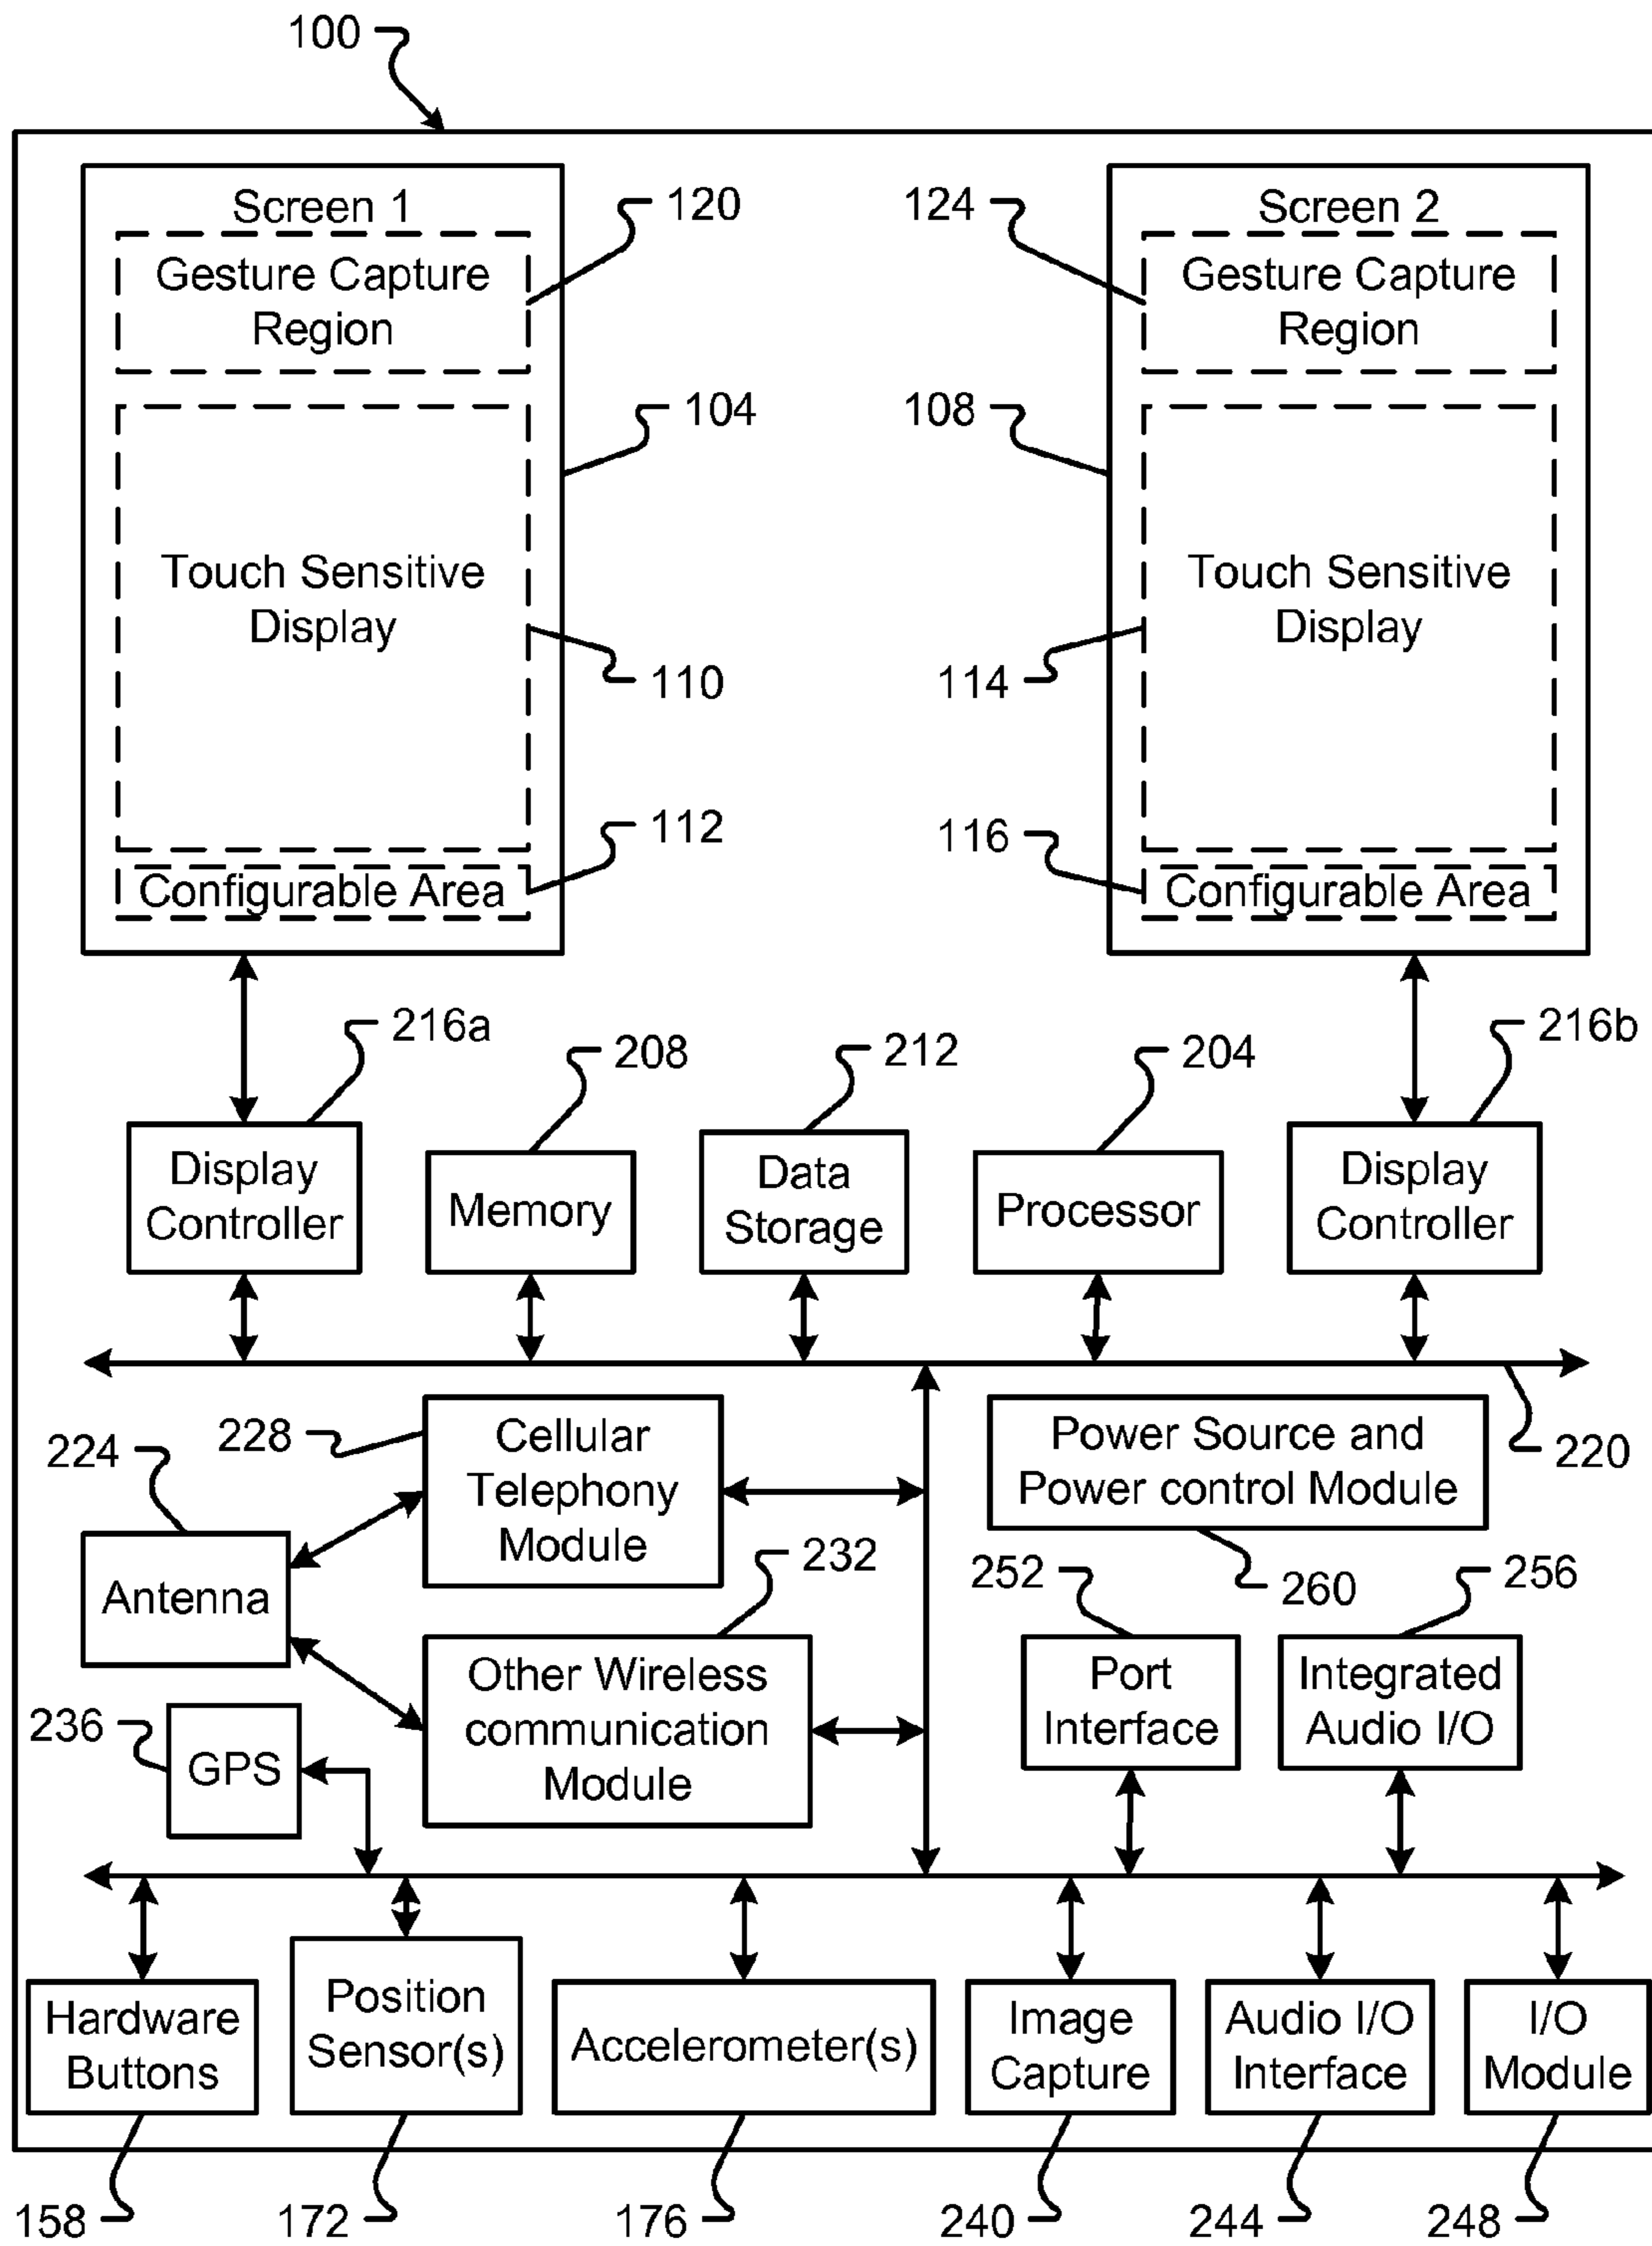 100
Screen 1
Gesture Capture
Region
120
Touch Sensitive
Display
104
110
Configurable Area
112
Screen 2
Gesture Capture
Region
124
108
Touch Sensitive
Display
114
116
Configurable Area
216a
208
212
204
216b
Display
Controller
Memory
Data
Storage
Processor
Display
Controller
220
224
228
Cellular
Telephony
Module
Power Source and
Power control Module
260
Antenna
232
Other Wireless
communication
Module
252
Port
Interface
256
Integrated
Audio I/O
236
GPS
Hardware
Buttons
Position
Sensor(s)
Accelerometer(s)
Image
Capture
Audio I/O
Interface
I/O
Module
158
172
176
240
244
248